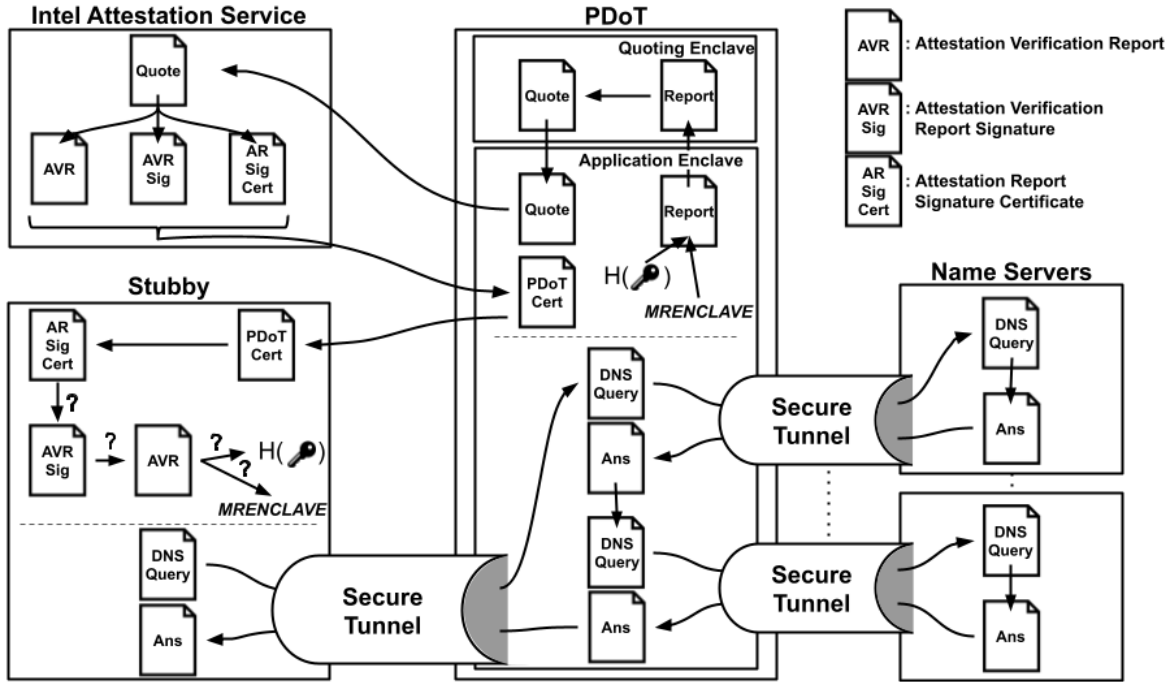 Intel Attestation Service
Quote
AVR
AVR
Sig
AR
Sig
Cert
PDoT
Quoting Enclave
Quote
Report
Application Enclave
Quote
Report
PDoT
Cert
H( )
MRENCLAVE
DNS
Query
Ans
DNS
Query
Ans
AVR
: Attestation Verification Report
AVR
Sig
: Attestation Verification
Report Signature
AR
Sig
Cert
: Attestation Report
Signature Certificate
Stubby
AR
Sig
Cert
PDoT
Cert
?
AVR
Sig
?
AVR
?
?
H( )
MRENCLAVE
DNS
Query
Ans
Secure
Tunnel
Secure
Tunnel
Secure
Tunnel
Name Servers
DNS
Query
Ans
DNS
Query
Ans